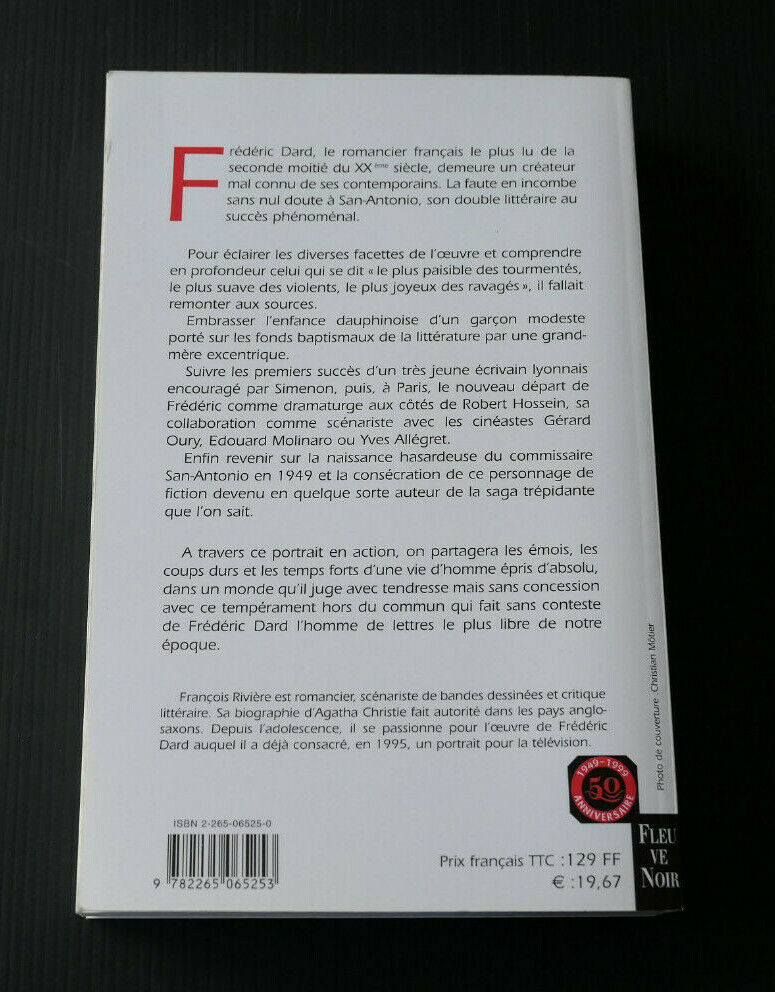 Frédéric Dard, le romancier français le plus lu de la
seconde moitié du XXème siècle, demeure un créateur
mal connu de ses contemporains. La faute en incombe
sans nul doute à San-Antonio, son double littéraire au
succès phénoménal.
Pour éclairer les diverses facettes de l'œuvre et comprendre
en profondeur celui qui se dit « le plus paisible des tourmentés,
le plus suave des violents, le plus joyeux des ravagés », il fallait
remonter aux sources.
Embrasser l'enfance dauphinoise d'un garçon modeste
porté sur les fonds baptismaux de la littérature par une grand-
mère excentrique.
Suivre les premiers succès d'un très jeune écrivain lyonnais
encouragé par Simenon, puis, à Paris, le nouveau départ de
Frédéric comme dramaturge aux côtés de Robert Hossein, sa
collaboration comme scénariste avec les cinéastes Gérard
Oury, Edouard Molinaro ou Yves Allégret.
Enfin revenir sur la naissance hasardeuse du commissaire
San-Antonio en 1949 et la consécration de ce personnage de
fiction devenu en quelque sorte auteur de la saga trépidante
que l'on sait.
A travers ce portrait en action, on partagera les émois, les
coups durs et les temps forts d'une vie d'homme épris d'absolu,
dans un monde qu'il juge avec tendresse mais sans concession
avec ce tempérament hors du commun qui fait sans conteste
de Frédéric Dard l'homme de lettres le plus libre de notre
époque.
François Rivière est romancier, scénariste de bandes dessinées et critique
littéraire. Sa biographie d'Agatha Christie fait autorité dans les pays anglo-
saxons. Depuis l'adolescence, il se passionne pour l'œuvre de Frédéric
Dard auquel il a déjà consacré, en 1995, un portrait pour la télévision.
Photo de couverture : Christian Môtier
1949-1999
50
ANNIVERSAIRE
ISBN 2-265-06525-0
9 782265 065253
Prix français TTC : 129 FF
€ : 19,67
FLEU
VE
NOIR